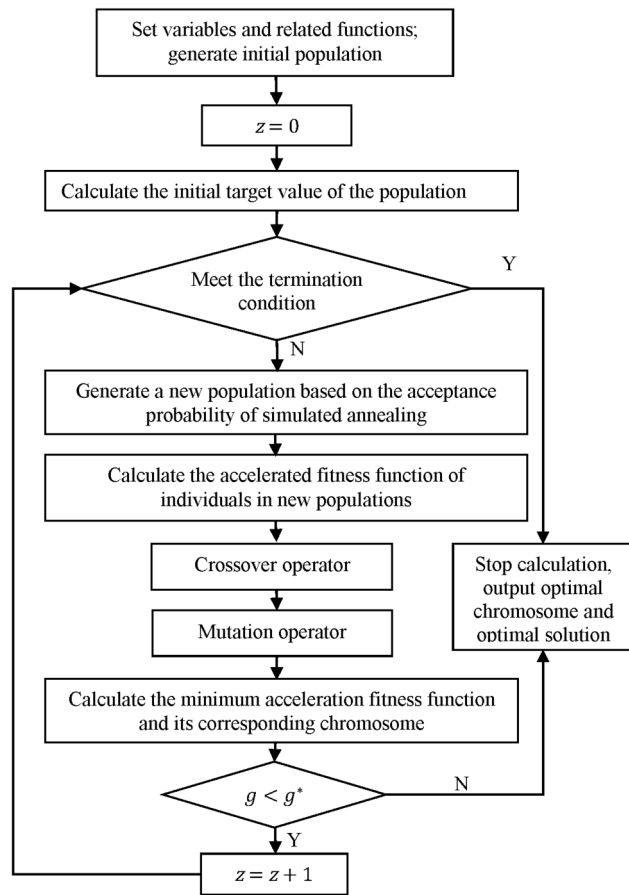 Set variables and related functions;
generate initial population
z = 0
Calculate the initial target value of the population
Meet the termination
condition
Y
N
Generate a new population based on the acceptance
probability of simulated annealing
Calculate the accelerated fitness function of
individuals in new populations
Crossover operator
Mutation operator
Stop calculation,
output optimal
chromosome and
optimal solution
Calculate the minimum acceleration fitness function
and its corresponding chromosome
g < g*
N
Y
z = z + 1